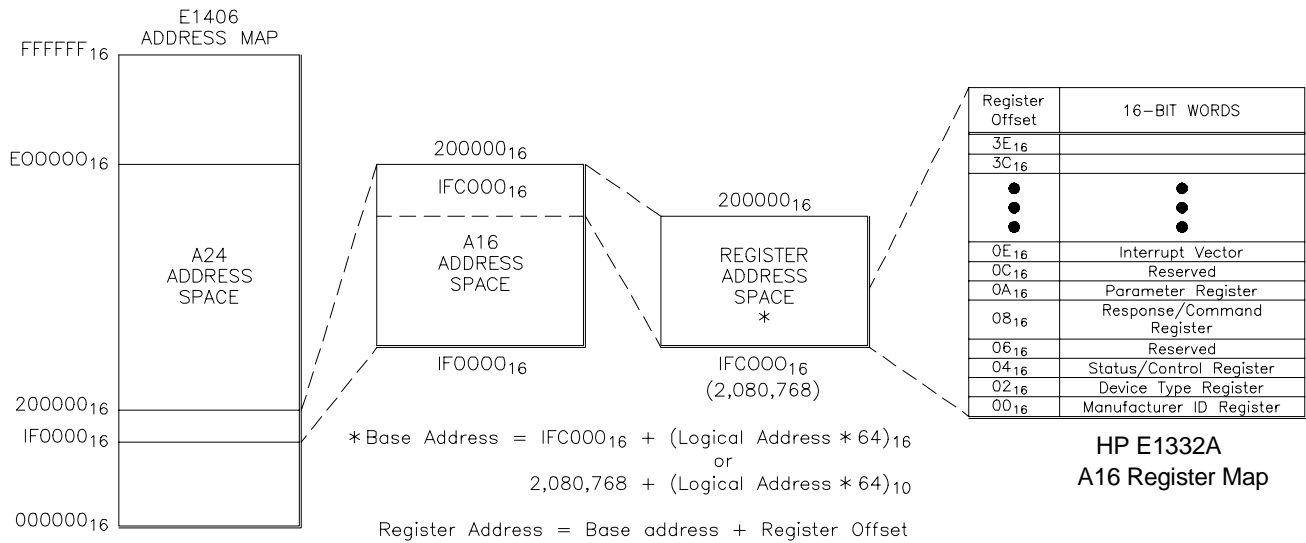 E1406
ADDRESS MAP
FFFFFF16
E0000016
A24
ADDRESS
SPACE
20000016
IF000016
00000016
20000016
IFC00016
A16
ADDRESS
SPACE
IF000016
20000016
REGISTER
ADDRESS
SPACE
*
IFC00016
(2,080,768)
Register
Offset
16-BIT WORDS
3E16
3C16
0E16 Interrupt Vector
0C16 Reserved
0A16 Parameter Register
0816 Response/Command
Register
0616 Reserved
0416 Status/Control Register
0216 Device Type Register
0016 Manufacturer ID Register
*Base Address = IFC00016 + (Logical Address * 64)16
or
2,080,768 + (Logical Address * 64)10
Register Address = Base address + Register Offset
HP E1332A
A16 Register Map